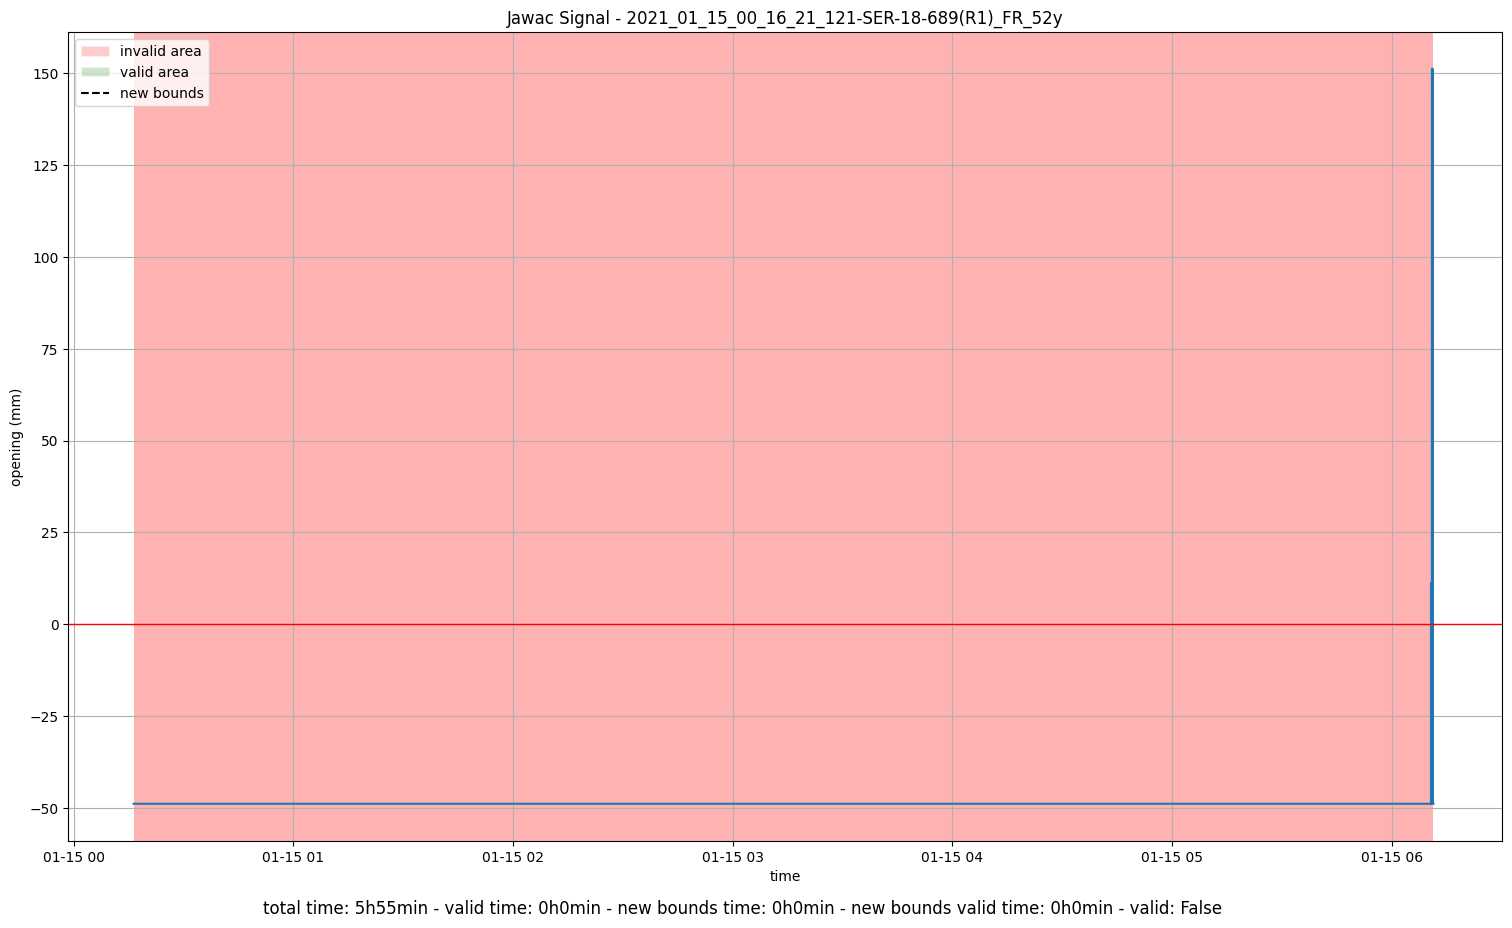 Jawac Signal - 2021_01_15_00_16_21_121-SER-18-689(R1)_FR_52y
invalid area
valid area
new bounds
150
125
100
75
50
25
0
−25
−50
opening (mm)
01-15 00
01-15 01
01-15 02
01-15 03
01-15 04
01-15 05
01-15 06
time
total time: 5h55min - valid time: 0h0min - new bounds time: 0h0min - new bounds valid time: 0h0min - valid: False